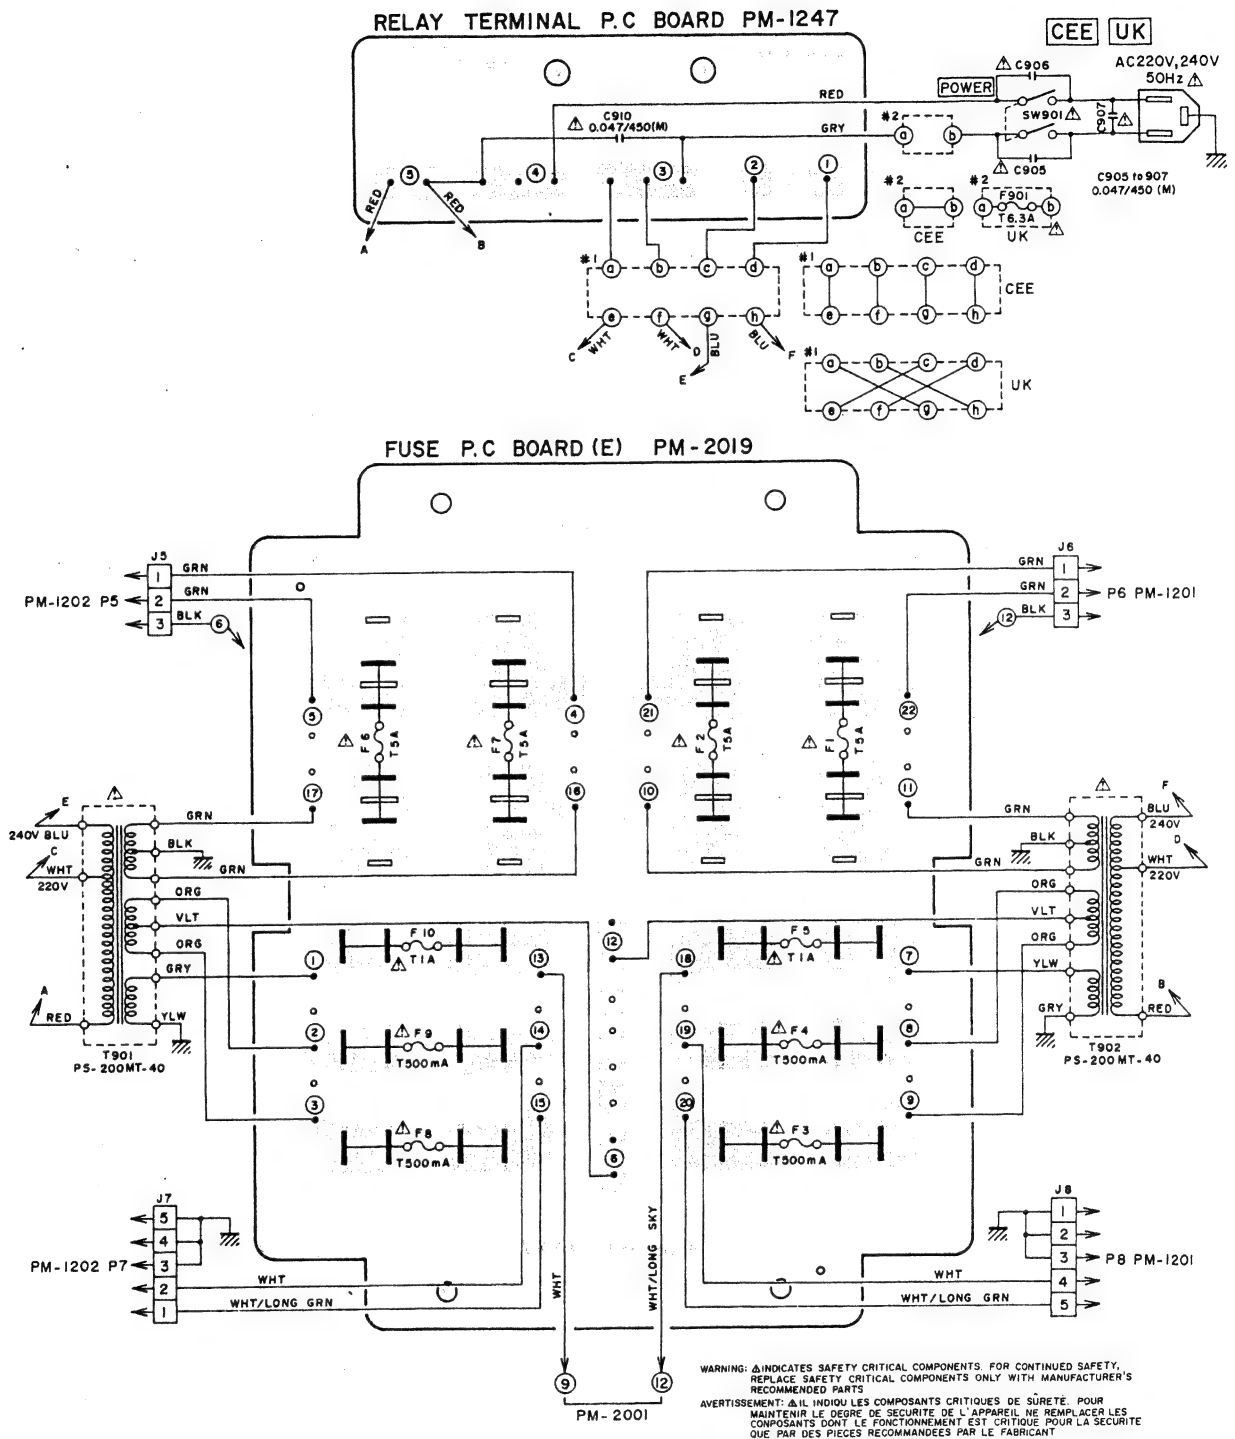 RELAY TERMINAL P.C BOARD PM-1247
CEE UK
AC220V,240V
50Hz
C906
POWER
RED
SW901
C907
C910
0.047/450(M)
GRY
#2
a b
C905
C905 to 907
0.047/450 (M)
5 4 3 2 1
RED
RED
A
B
#2
a b
CEE
#2
a F901 b
T6.3A
UK
#1
a b c d
e f g h
C WHT
WHT D
BLU
E
BLU F
#1
a b c d
CEE
e f g h
#1
a b c d
UK
e f g h
FUSE P.C BOARD (E) PM-2019
J5
1 GRN
PM-1202 P5 2 GRN
3 BLK 6
J6
GRN 1
GRN 2 P6 PM-1201
12 BLK 3
5 4 21 22
F6 T5A
F7 T5A
F2 T5A
F1 T5A
17 16 10 11
E
240V BLU
C
WHT
220V
GRN
BLK
GRN
ORG
VLT
ORG
GRY
YLW
A
RED
T901
PS-200MT-40
F
BLU
240V
D
WHT
220V
GRN
BLK
GRN
ORG
VLT
ORG
YLW
GRY
B
RED
T902
PS-200MT-40
F10
T1A
12
F5
T1A
1 13 18 7
F9
T500mA
F4
T500mA
2 14 19 8
3 15 20 9
F8
T500mA
6
F3
T500mA
J7
5
4
PM-1202 P7 3
2 WHT
1 WHT/LONG GRN
WHT
WHT/LONG SKY
J8
1
2
3 P8 PM-1201
WHT 4
WHT/LONG GRN 5
9 12
PM-2001
WARNING: ⚠INDICATES SAFETY CRITICAL COMPONENTS. FOR CONTINUED SAFETY,
REPLACE SAFETY CRITICAL COMPONENTS ONLY WITH MANUFACTURER'S
RECOMMENDED PARTS
AVERTISSEMENT: ⚠IL INDIQU LES COMPOSANTS CRITIQUES DE SÛRETÉ. POUR
MAINTENIR LE DEGRE DE SECURITE DE L'APPAREIL NE REMPLACER LES
CONPOSANTS DONT LE FONCTIONNEMENT EST CRITIQUE POUR LA SECURITE
QUE PAR DES PIECES RECOMMANDEES PAR LE FABRICANT